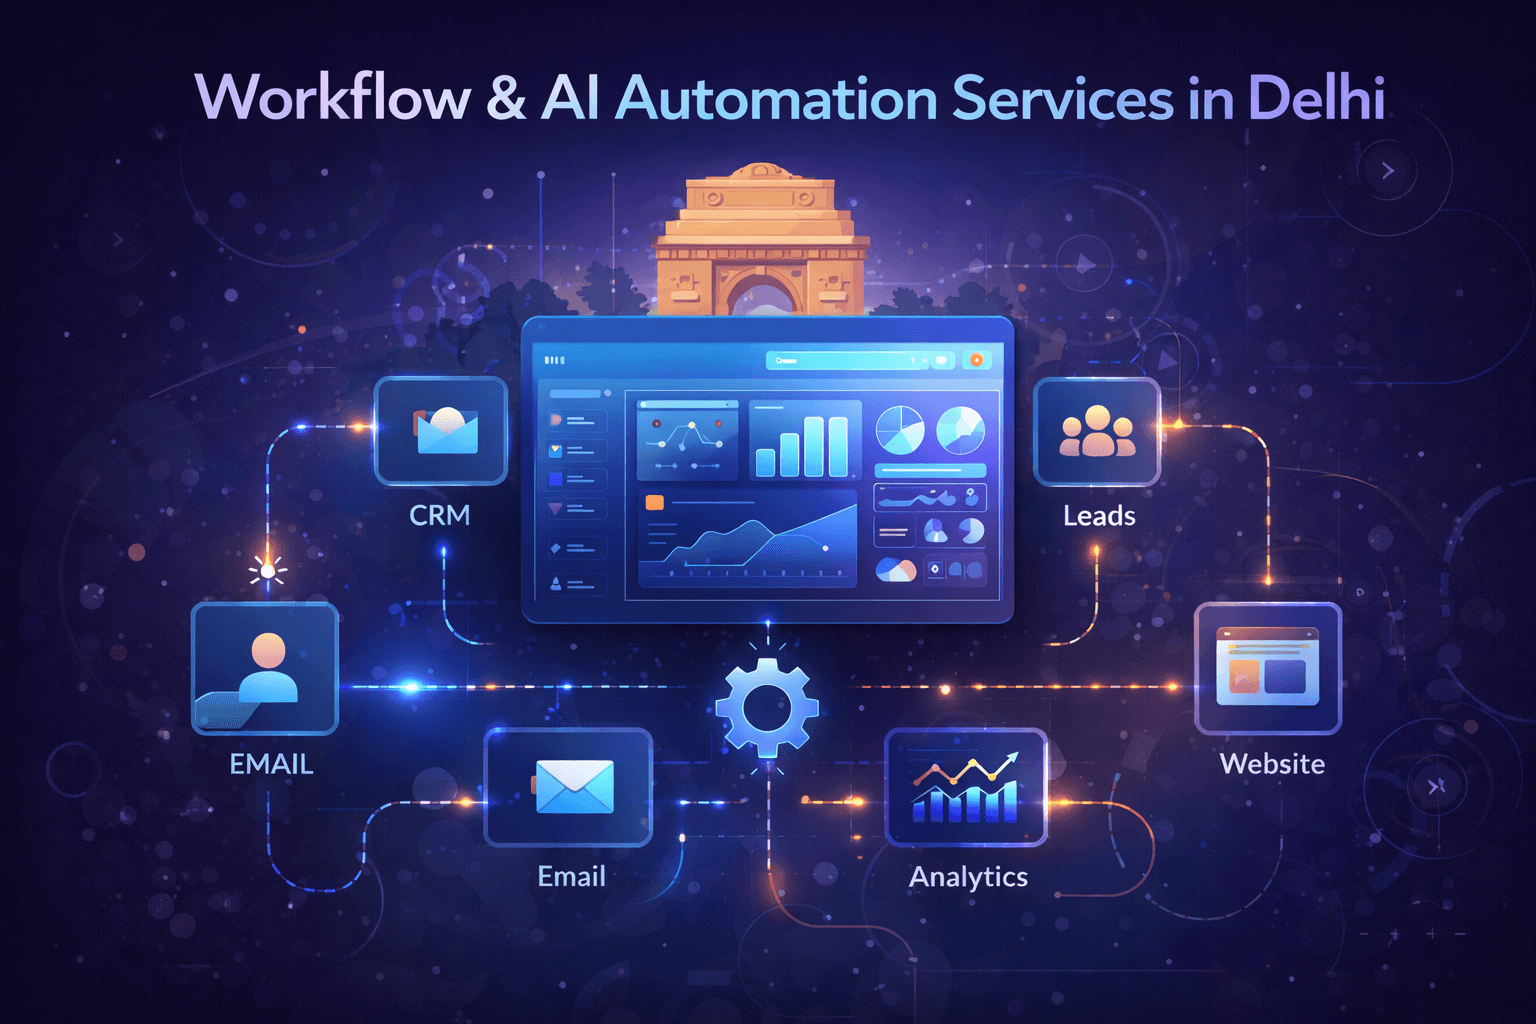 Workflow & AI Automation Services in Delhi
CRM
Leads
EMAIL
Website
Email
Analytics